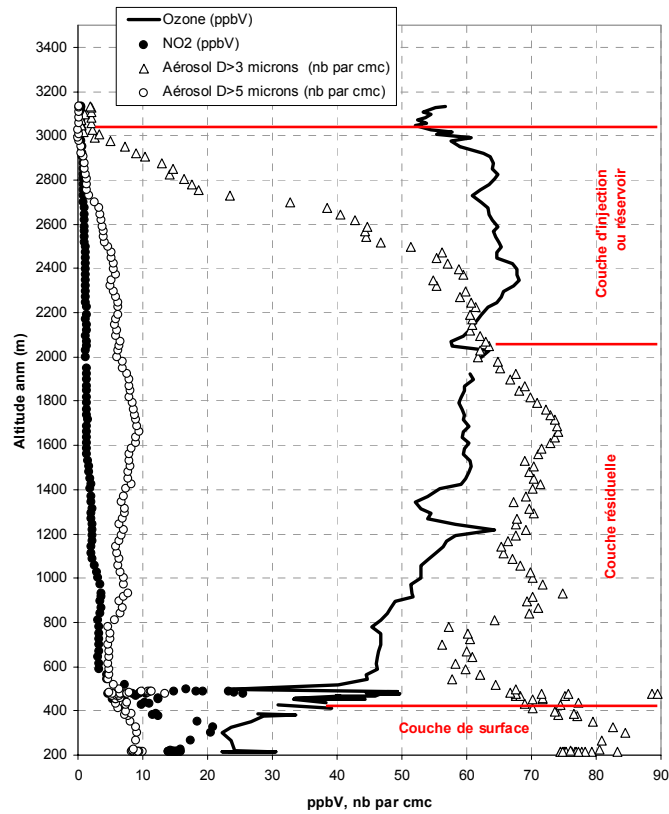 Ozone (ppbV)
NO2 (ppbV)
Aérosol D>3 microns (nb par cmc)
Aérosol D>5 microns (nb par cmc)
3400
3200
3000
2800
2600
2400
2200
2000
1800
1600
1400
1200
1000
800
600
400
200
Altitude anm (m)
Couche d'injection
ou réservoir
Couche résiduelle
Couche de surface
0
10
20
30
40
50
60
70
80
90
ppbV, nb par cmc